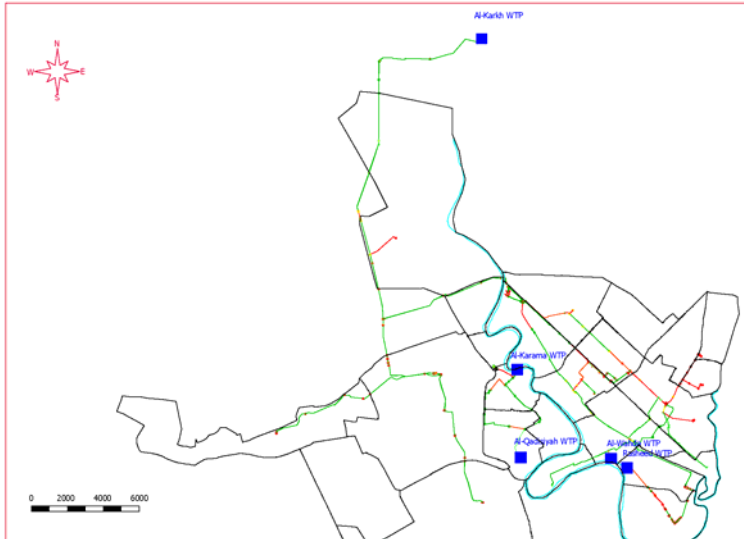 Al-Karkh WTP
N
W E
S
Al-Karama WTP
Al-Qadisiyah WTP
Al-Wahda WTP
Rasheed WTP
0 2000 4000 6000